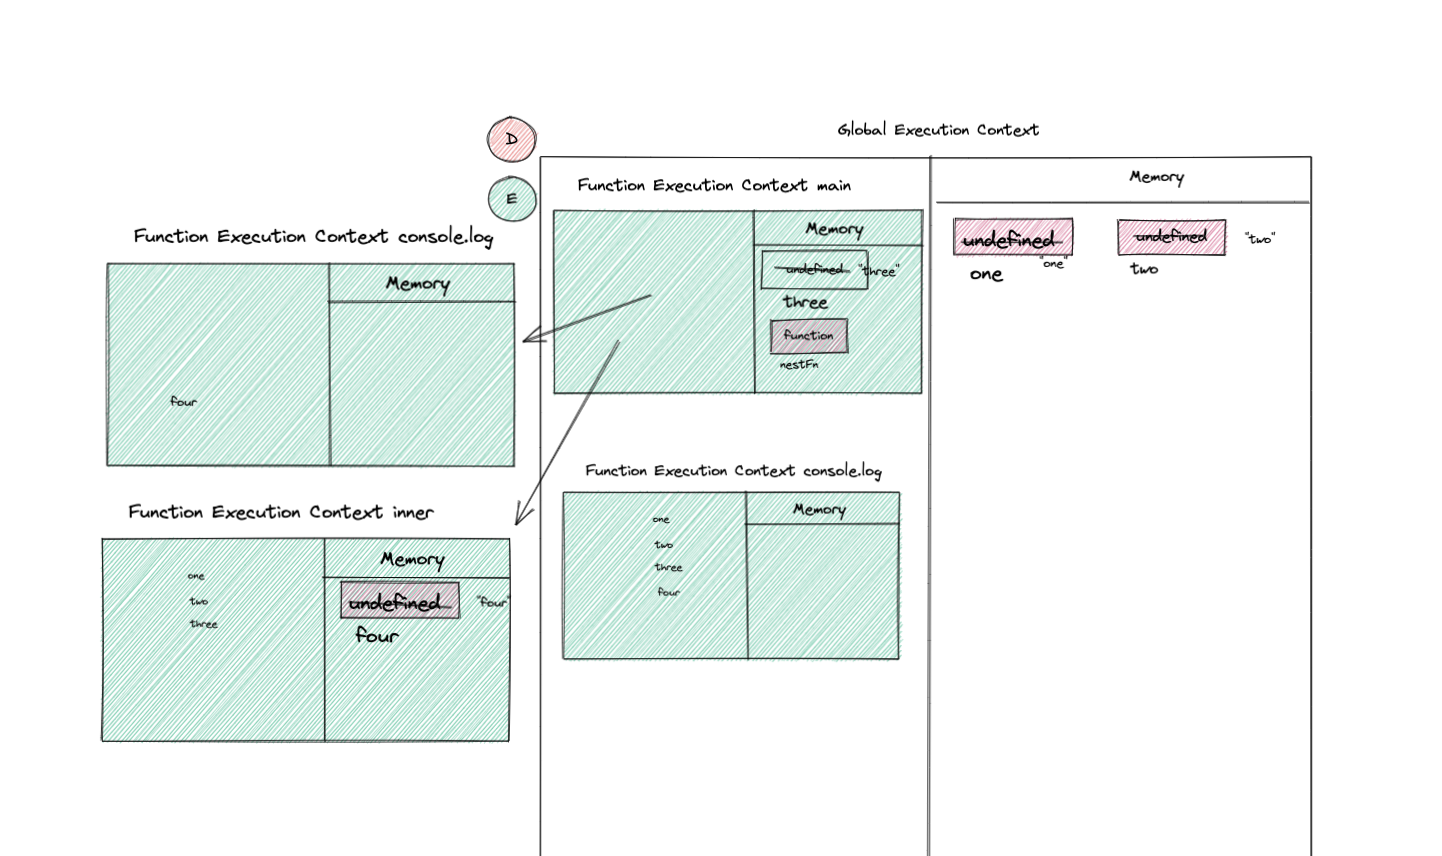 Global Execution Context
D
E
Function Execution Context main
Memory
undefined
"three"
three
function
nestFn
Memory
undefined
"one"
one
undefined
"two"
two
Function Execution Context console.log
Memory
four
Function Execution Context inner
Memory
one
two
three
undefined
"four"
four
Function Execution Context console.log
Memory
one
two
three
four